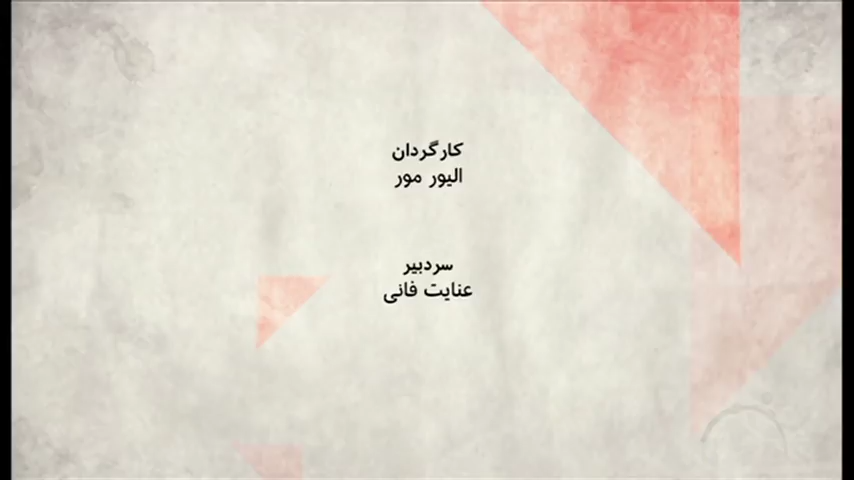 کارگردان
الیور مور
سردبیر
عنایت فانی